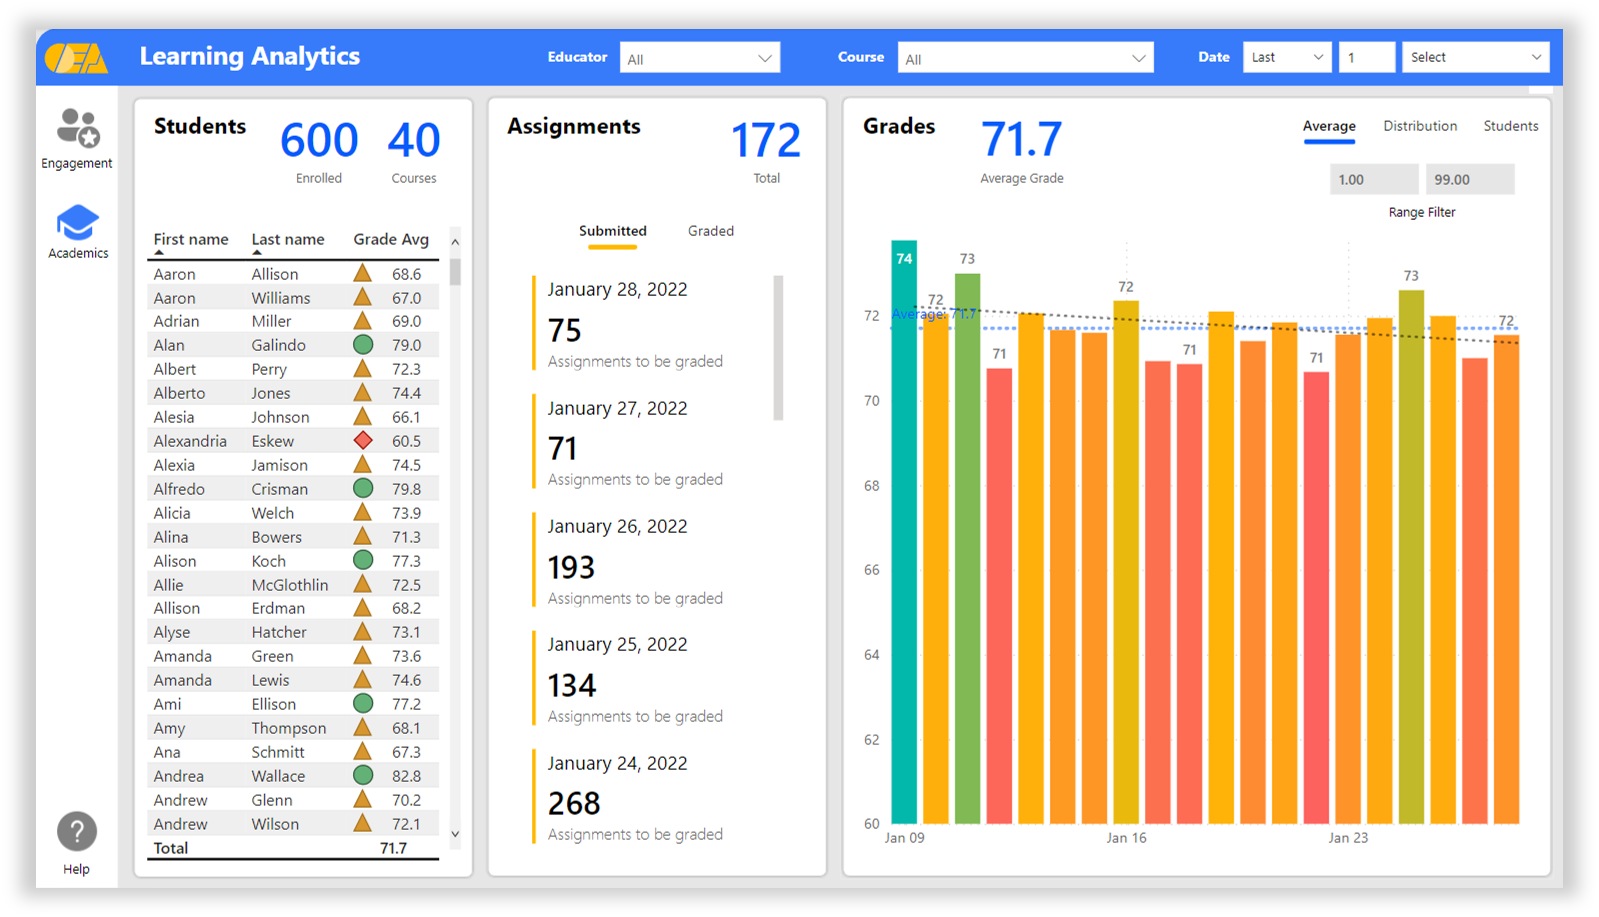 Learning Analytics
Educator
All
Course
All
Date
Last
1
Select
Engagement
Academics
Help
Students
600
Enrolled
40
Courses
First name Last name Grade Avg
Aaron Allison 68.6
Aaron Williams 67.0
Adrian Miller 69.0
Alan Galindo 79.0
Albert Perry 72.3
Alberto Jones 74.4
Alesia Johnson 66.1
Alexandria Eskew 60.5
Alexia Jamison 74.5
Alfredo Crisman 79.8
Alicia Welch 73.9
Alina Bowers 71.3
Alison Koch 77.3
Allie McGlothlin 72.5
Allison Erdman 68.2
Alyse Hatcher 73.1
Amanda Green 73.6
Amanda Lewis 74.6
Ami Ellison 77.2
Amy Thompson 68.1
Ana Schmitt 67.3
Andrea Wallace 82.8
Andrew Glenn 70.2
Andrew Wilson 72.1
Total 71.7
Assignments
172
Total
Submitted Graded
January 28, 2022
75
Assignments to be graded
January 27, 2022
71
Assignments to be graded
January 26, 2022
193
Assignments to be graded
January 25, 2022
134
Assignments to be graded
January 24, 2022
268
Assignments to be graded
Grades
71.7
Average Grade
Average Distribution Students
1.00 99.00
Range Filter
74
72
73
71
72
71
71
73
72
Average: 71.7
72
70
68
66
64
62
60
Jan 09 Jan 16 Jan 23